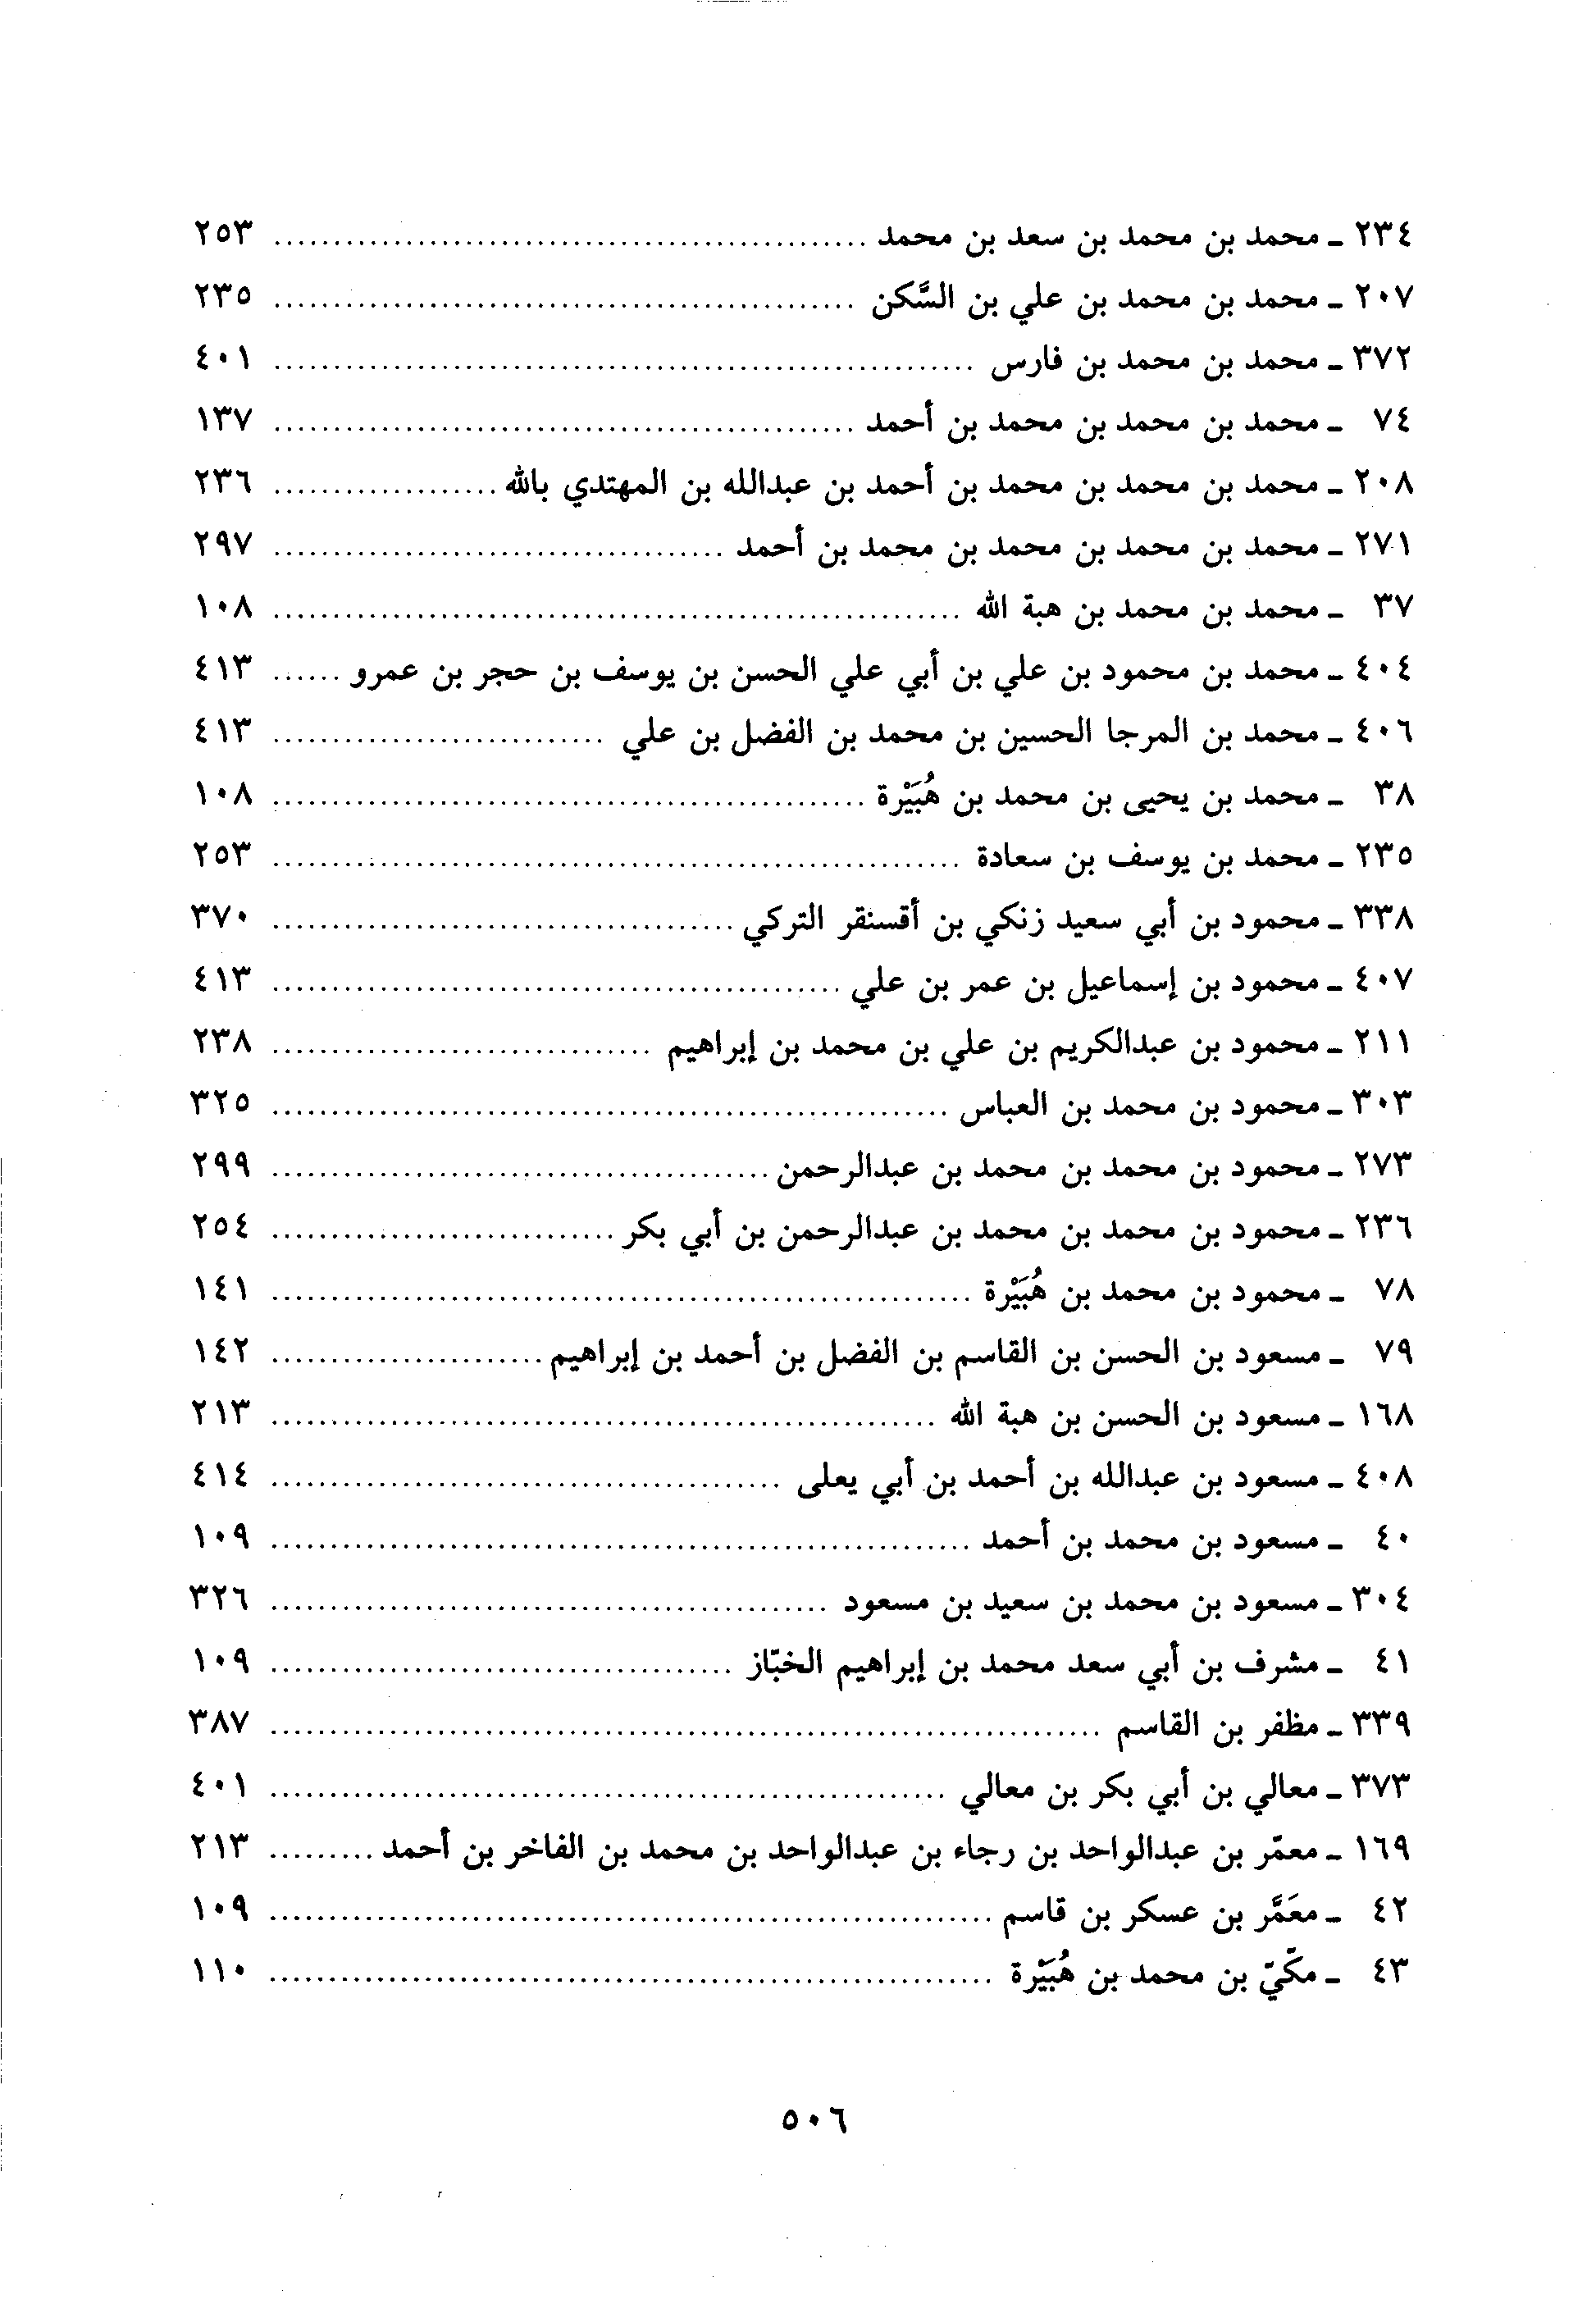 ٢٣٤ - محمد بن محمد بن سعد بن محمد ........ ٢٥٣
٢٠٧ - محمد بن محمد بن علي بن السَّكن ........ ٢٣٥
٣٧٢ - محمد بن محمد بن فارس ........ ٤٠١
٧٤ - محمد بن محمد بن محمد بن أحمد ........ ١٣٧
٢٠٨ - محمد بن محمد بن محمد بن أحمد بن عبدالله بن المهتدي بالله ........ ٢٣٦
٢٧١ - محمد بن محمد بن محمد بن محمد بن أحمد ........ ٢٩٧
٣٧ - محمد بن محمد بن هبة الله ........ ١٠٨
٤٠٤ - محمد بن محمود بن علي بن أبي علي الحسن بن يوسف بن حجر بن عمرو ...... ٤١٣
٤٠٦ - محمد بن المرجا الحسين بن محمد بن الفضل بن علي ........ ٤١٣
٣٨ - محمد بن يحيى بن محمد بن هُبَيْرة ........ ١٠٨
٢٣٥ - محمد بن يوسف بن سعادة ........ ٢٥٣
٣٣٨ - محمود بن أبي سعيد زنكي بن أقسنقر التركي ........ ٣٧٠
٤٠٧ - محمود بن إسماعيل بن عمر بن علي ........ ٤١٣
٢١١ - محمود بن عبدالكريم بن علي بن محمد بن إبراهيم ........ ٢٣٨
٣٠٣ - محمود بن محمد بن العباس ........ ٣٢٥
٢٧٣ - محمود بن محمد بن محمد بن عبدالرحمن ........ ٢٩٩
٢٣٦ - محمود بن محمد بن محمد بن عبدالرحمن بن أبي بكر ........ ٢٥٤
٧٨ - محمود بن محمد بن هُبَيْرة ........ ١٤١
٧٩ - مسعود بن الحسن بن القاسم بن الفضل بن أحمد بن إبراهيم ........ ١٤٢
١٦٨ - مسعود بن الحسن بن هبة الله ........ ٢١٣
٤٠٨ - مسعود بن عبدالله بن أحمد بن أبي يعلى ........ ٤١٤
٤٠ - مسعود بن محمد بن أحمد ........ ١٠٩
٣٠٤ - مسعود بن محمد بن سعيد بن مسعود ........ ٣٢٦
٤١ - مشرف بن أبي سعد محمد بن إبراهيم الخبّاز ........ ١٠٩
٣٣٩ - مظفر بن القاسم ........ ٣٨٧
٣٧٣ - معالي بن أبي بكر بن معالي ........ ٤٠١
١٦٩ - معمّر بن عبدالواحد بن رجاء بن عبدالواحد بن محمد بن الفاخر بن أحمد ......... ٢١٣
٤٢ - معَمَّر بن عسكر بن قاسم ........ ١٠٩
٤٣ - مكّيّ بن محمد بن هُبَيْرة ........ ١١٠
٥٠٦